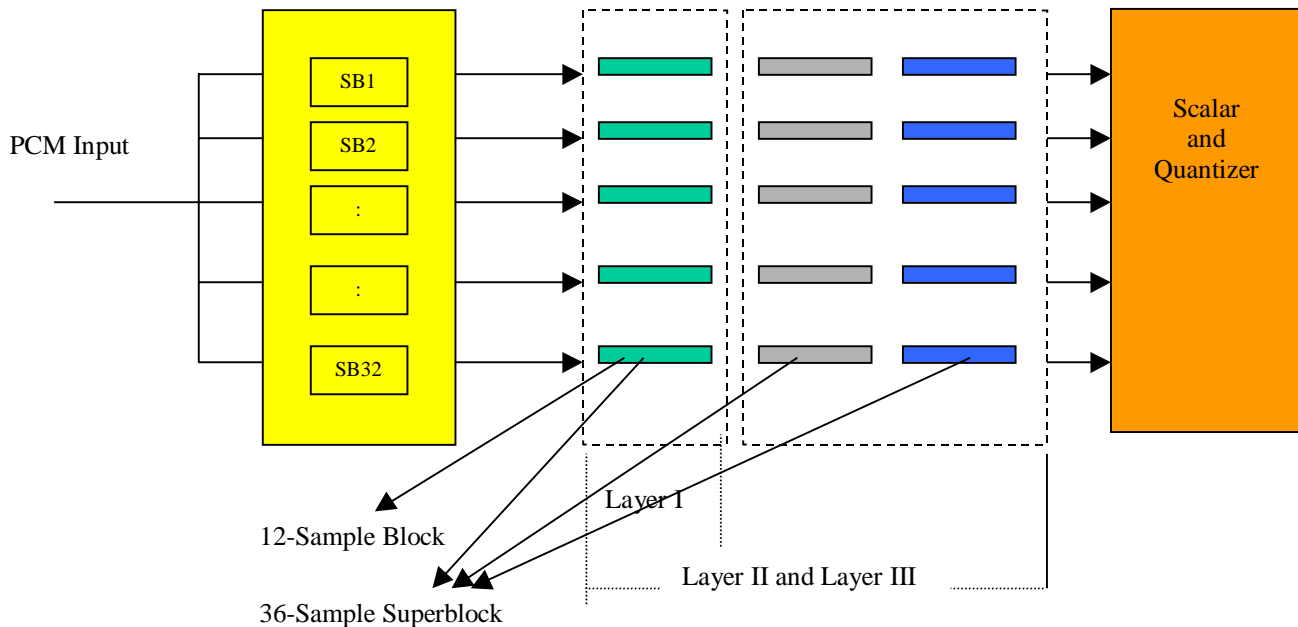 PCM Input
SB1
SB2
:
:
SB32
Scalar
and
Quantizer
Layer I
12-Sample Block
Layer II and Layer III
36-Sample Superblock